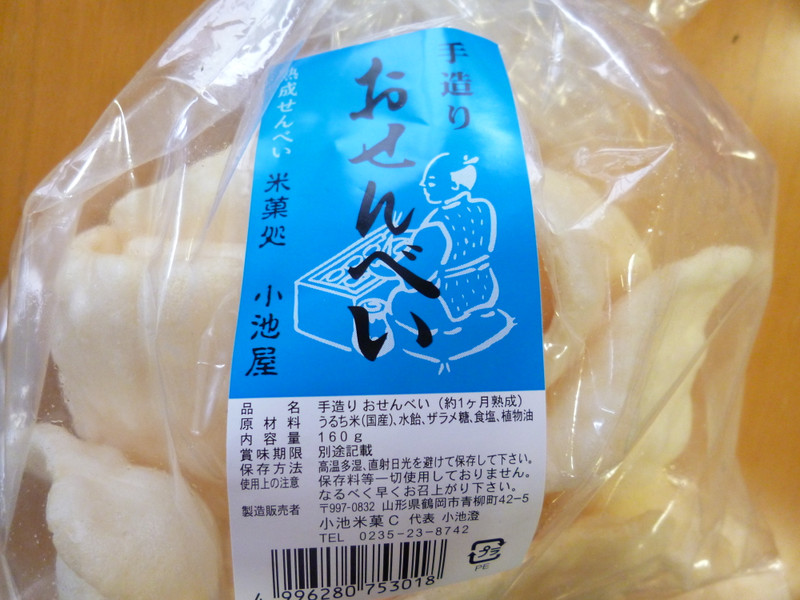 手造り
おせんべい
熟成せんべい
米菓処 小池屋
品名 手造り おせんべい（約1ヶ月熟成）
原材料 うるち米(国産)、水飴、ザラメ糖、食塩、植物油
内容量 160g
賞味期限 別途記載
保存方法 高温多湿、直射日光を避けて保存して下さい。
使用上の注意 保存料等一切使用しておりません。
なるべく早くお召上がり下さい。
製造販売者 〒997-0832 山形県鶴岡市青柳町42-5
小池米菓C 代表 小池澄
TEL 0235-23-8742
プラ
PE
4 996280 753018